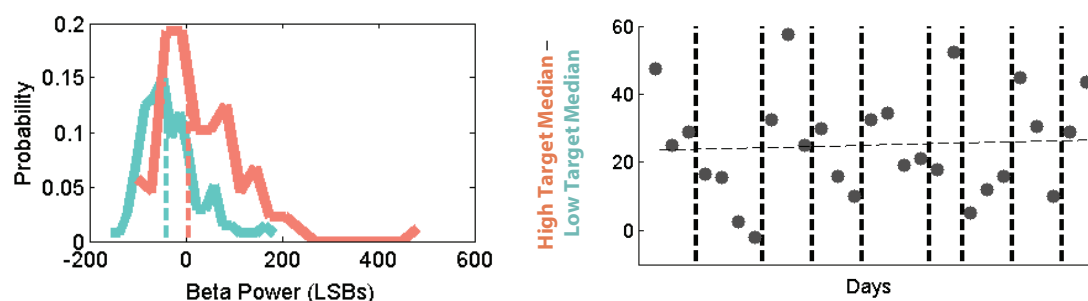 0.2
0.15
0.1
0.05
0
-200
0
200
400
600
Probability
Beta Power (LSBs)
High Target Median –
Low Target Median
60
40
20
0
Days